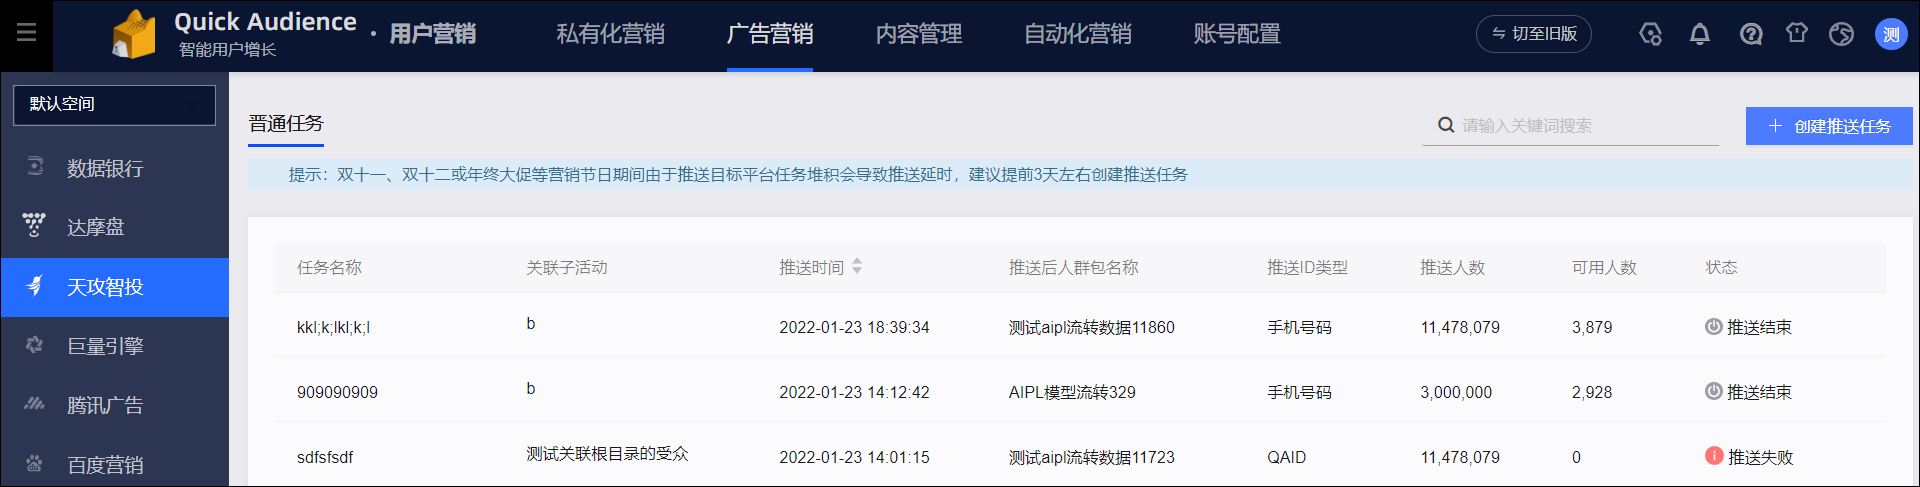 Quick Audience
智能用户增长
· 用户营销
私有化营销
广告营销
内容管理
自动化营销
账号配置
切至旧版
测
默认空间
数据银行
达摩盘
天攻智投
巨量引擎
腾讯广告
百度营销
普通任务
请输入关键词搜索
+ 创建推送任务
提示：双十一、双十二或年终大促等营销节日期间由于推送目标平台任务堆积会导致推送延时，建议提前3天左右创建推送任务
任务名称 关联子活动 推送时间 推送后人群包名称 推送ID类型 推送人数 可用人数 状态
kkl;k;lkl;k;l b 2022-01-23 18:39:34 测试aipl流转数据11860 手机号码 11,478,079 3,879 推送结束
909090909 b 2022-01-23 14:12:42 AIPL模型流转329 手机号码 3,000,000 2,928 推送结束
sdfsfsdf 测试关联根目录的受众 2022-01-23 14:01:15 测试aipl流转数据11723 QAID 11,478,079 0 推送失败